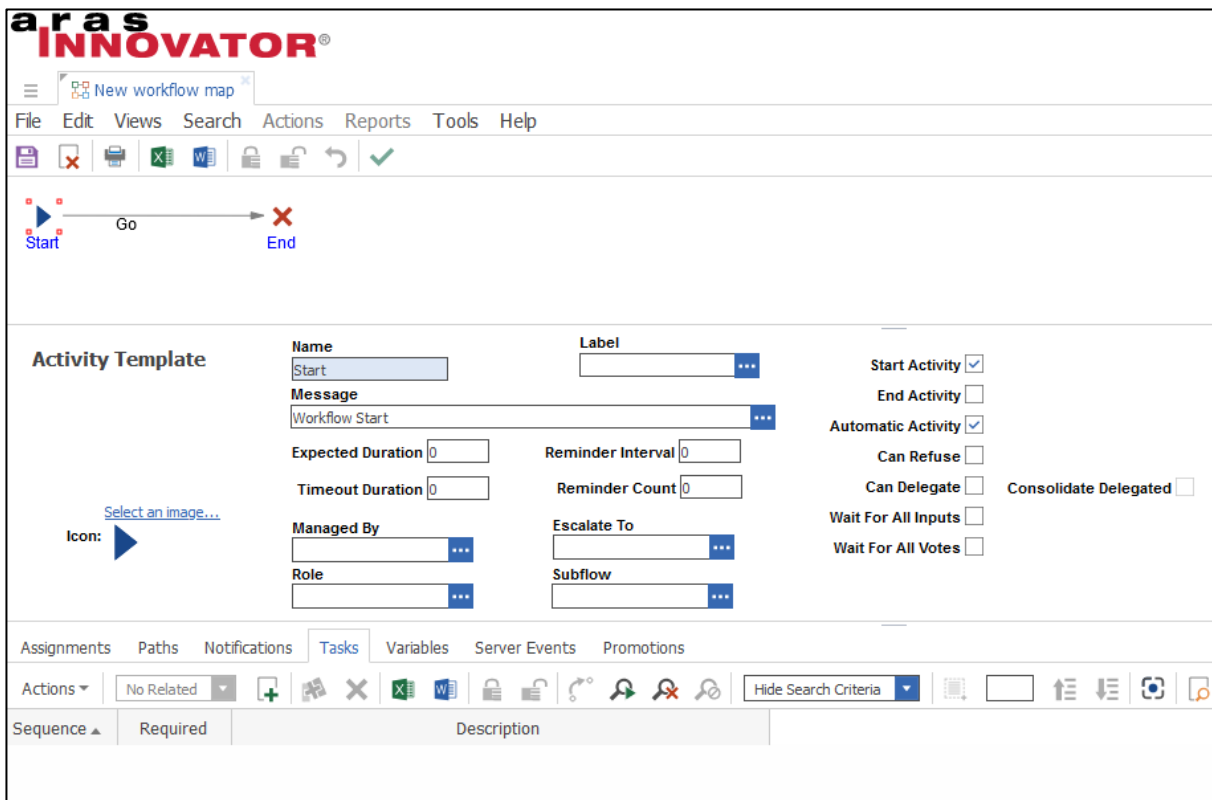 aras
INNOVATOR®
New workflow map
File Edit Views Search Actions Reports Tools Help
Go
Start End
Activity Template
Name
Start
Label
Message
Workflow Start
Expected Duration 0
Reminder Interval 0
Timeout Duration 0
Reminder Count 0
Select an image...
Icon:
Managed By
Escalate To
Role
Subflow
Start Activity
End Activity
Automatic Activity
Can Refuse
Can Delegate Consolidate Delegated
Wait For All Inputs
Wait For All Votes
Assignments Paths Notifications Tasks Variables Server Events Promotions
Actions No Related Hide Search Criteria
Sequence Required Description